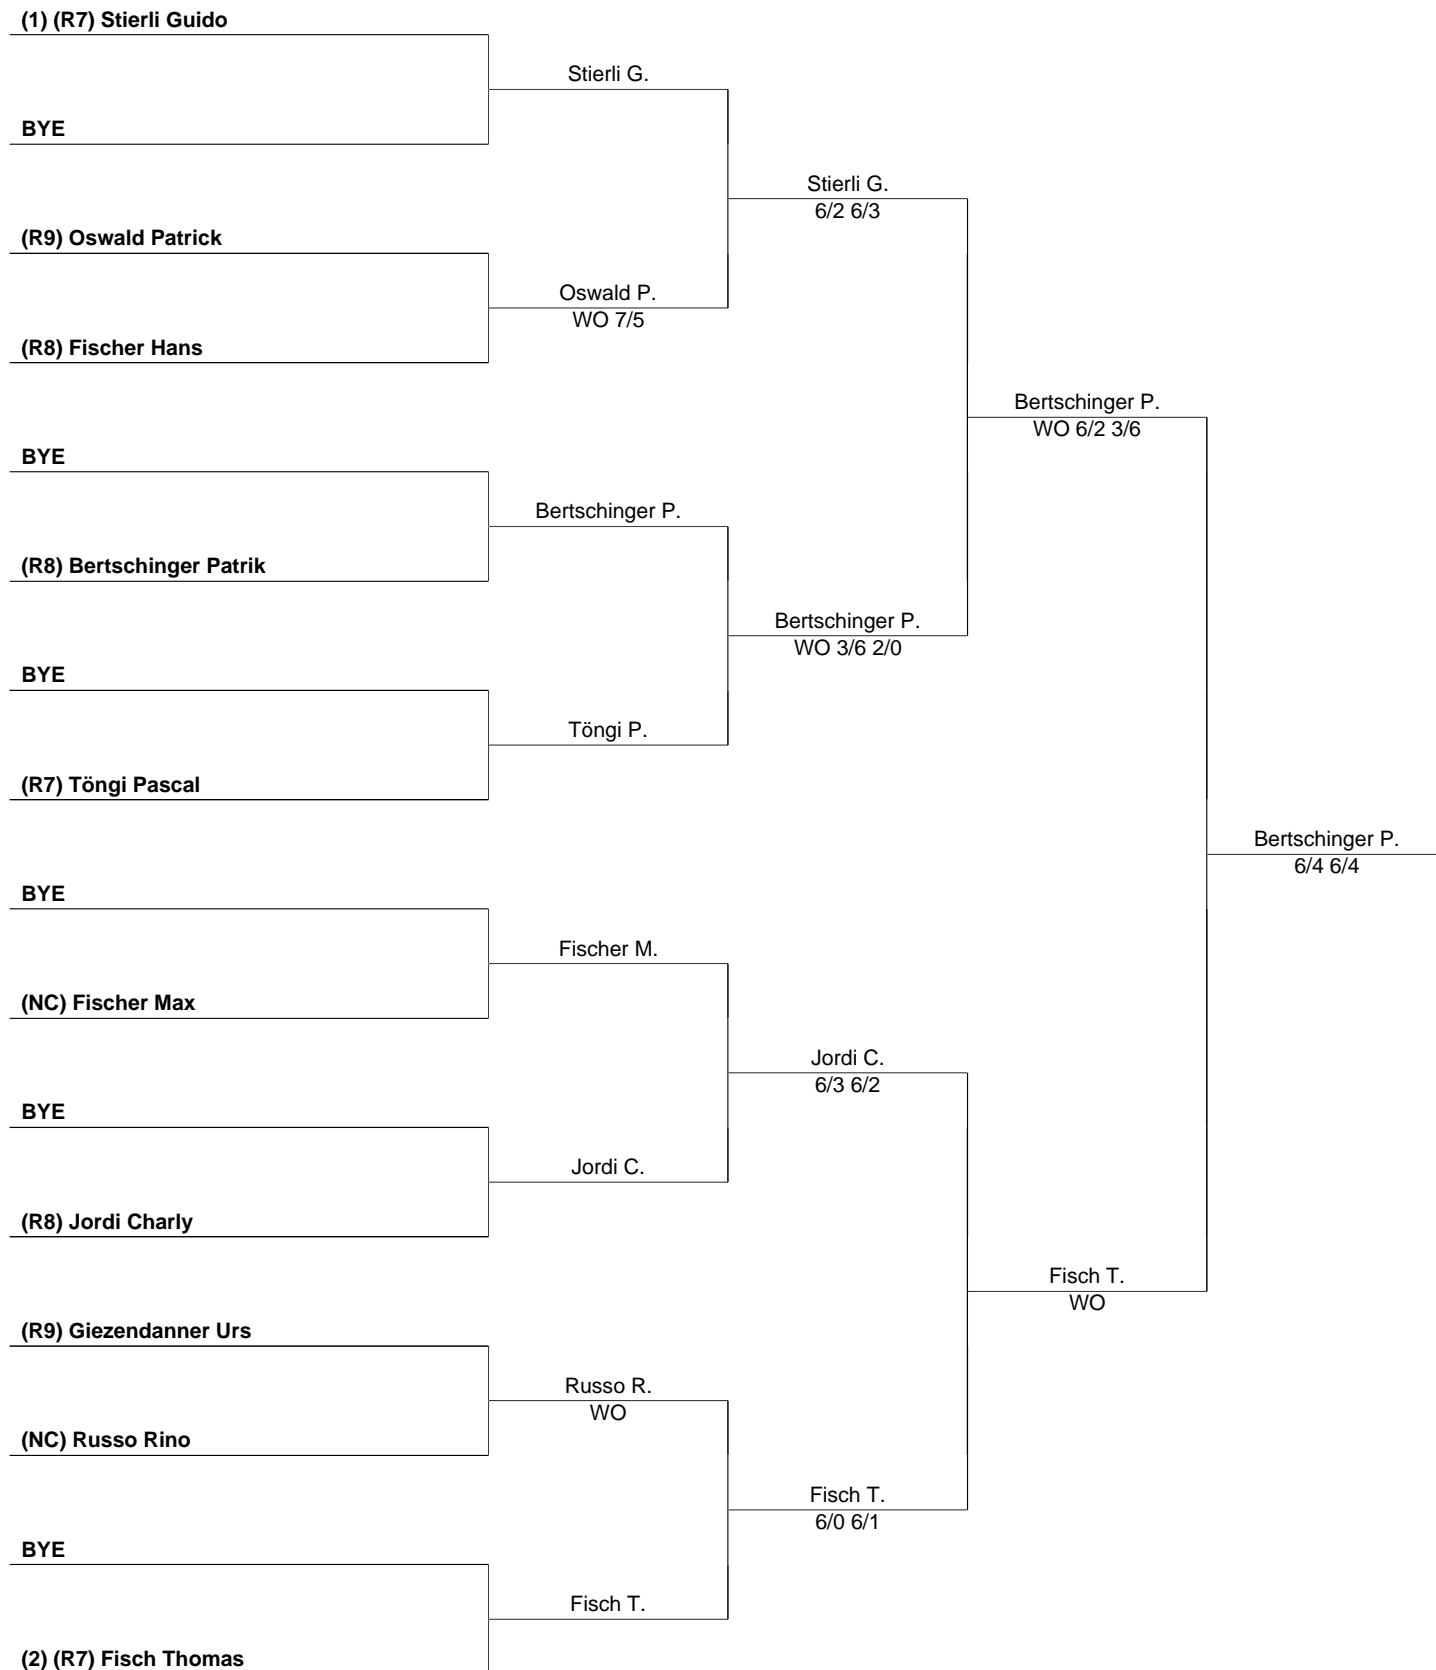 (1) (R7) Stierli Guido
Stierli G.
BYE
Stierli G.
6/2 6/3
(R9) Oswald Patrick
Oswald P.
WO 7/5
(R8) Fischer Hans
Bertschinger P.
WO 6/2 3/6
BYE
Bertschinger P.
(R8) Bertschinger Patrik
Bertschinger P.
WO 3/6 2/0
BYE
Töngi P.
(R7) Töngi Pascal
Bertschinger P.
6/4 6/4
BYE
Fischer M.
(NC) Fischer Max
Jordi C.
6/3 6/2
BYE
Jordi C.
(R8) Jordi Charly
Fisch T.
WO
(R9) Giezendanner Urs
Russo R.
WO
(NC) Russo Rino
Fisch T.
6/0 6/1
BYE
Fisch T.
(2) (R7) Fisch Thomas